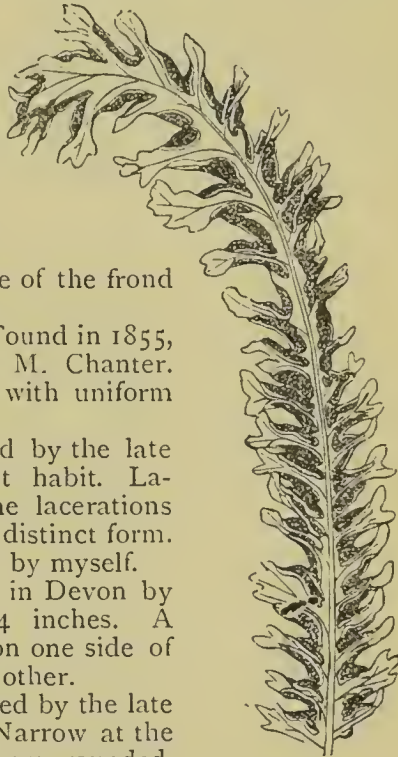 e of the frond
Found in 1855,
M. Chanter.
with uniform
d by the late
t habit. La-
ne lacerations
distinct form.
by myself.
in Devon by
4 inches. A
on one side of
other.
ed by the late
Narrow at the